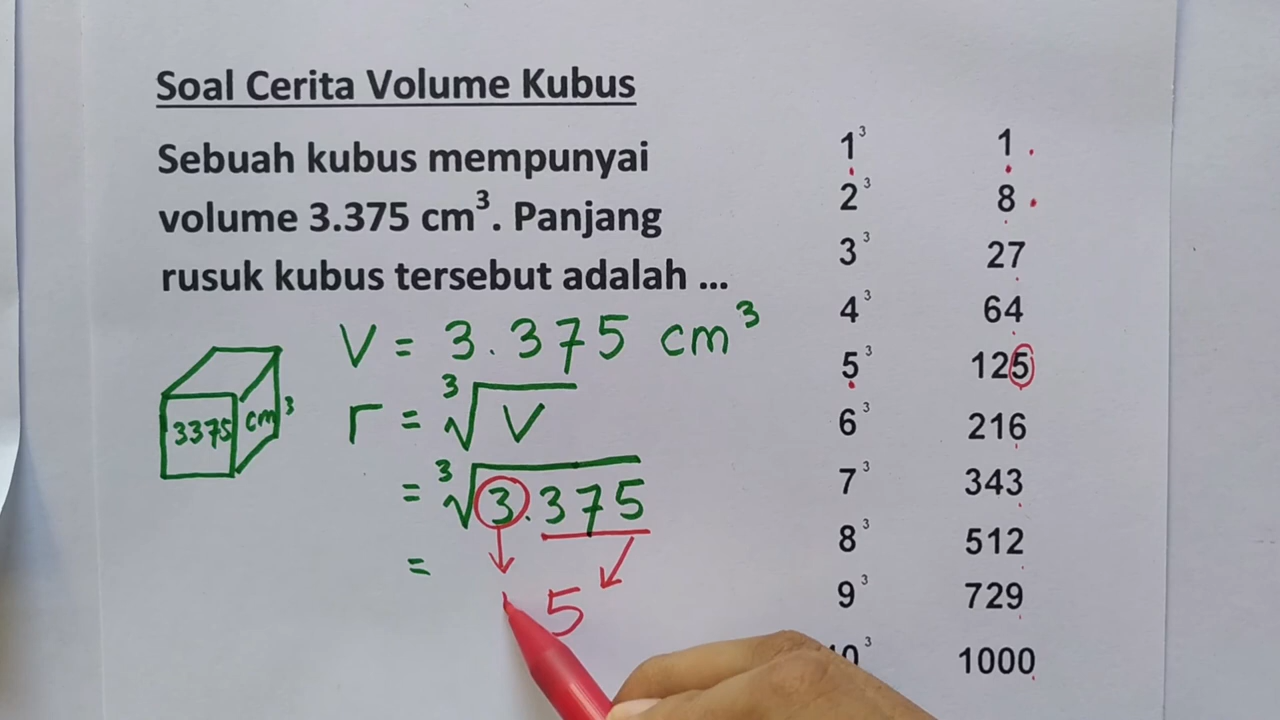 Soal Cerita Volume Kubus
Sebuah kubus mempunyai
volume 3.375 cm³. Panjang
rusuk kubus tersebut adalah ...
3375 cm³
V = 3.375 cm³
r = ³√V
= ³√3.375
=
5
1³ 1
2³ 8
3³ 27
4³ 64
5³ 125
6³ 216
7³ 343
8³ 512
9³ 729
10³ 1000